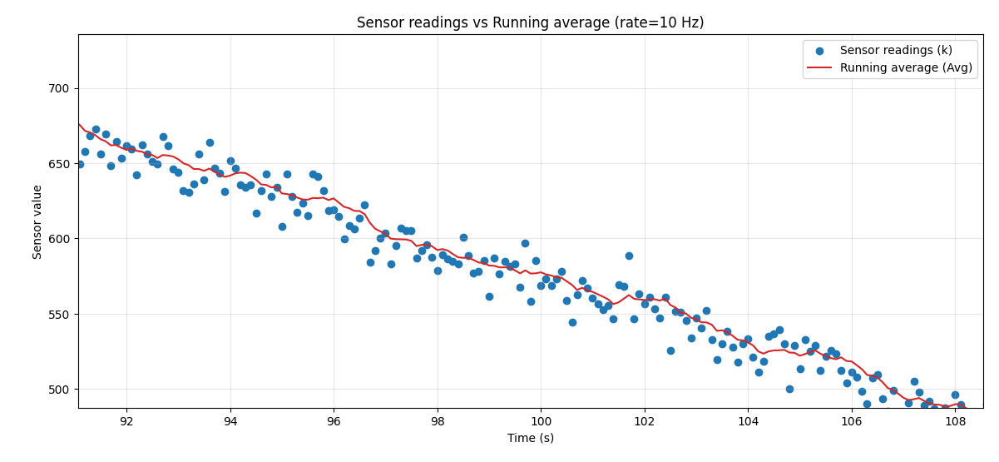 Sensor readings vs Running average (rate=10 Hz)
Sensor readings (k)
Running average (Avg)
Sensor value
700
650
600
550
500
92 94 96 98 100 102 104 106 108
Time (s)